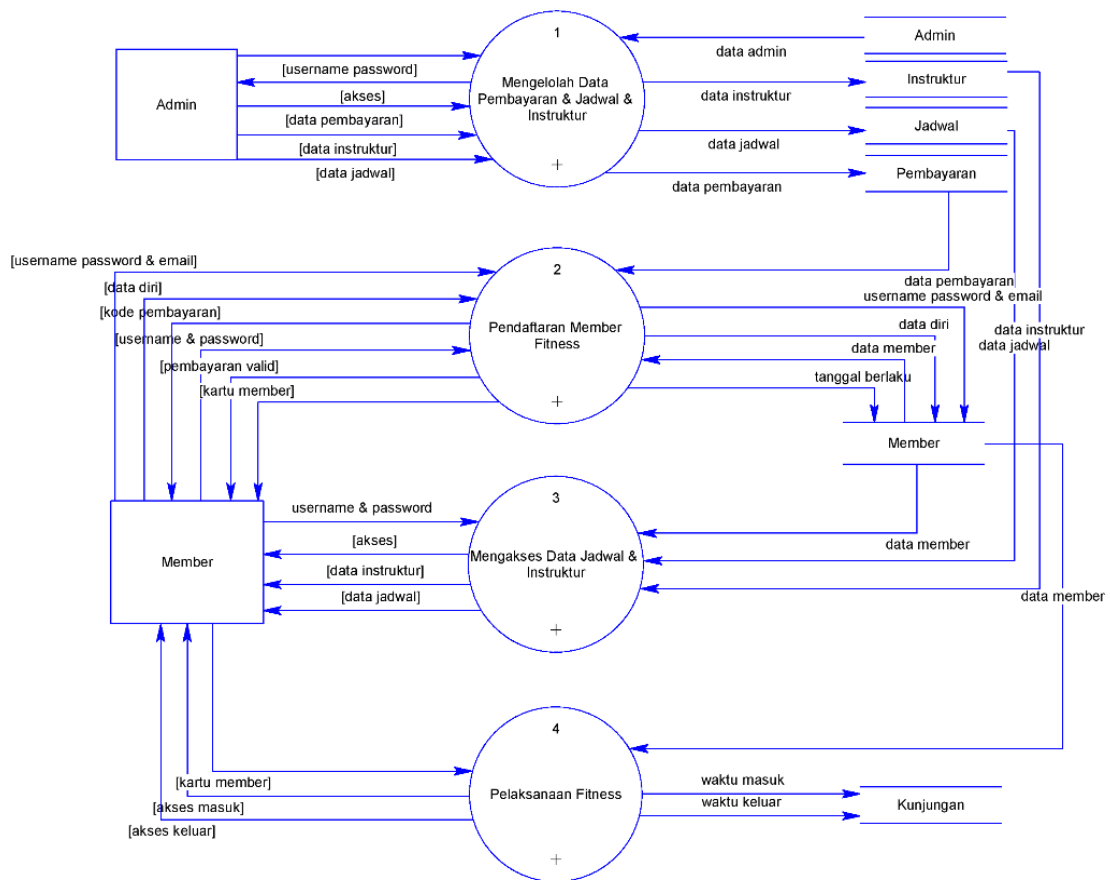 1
Admin
data admin
[username password]
Mengelolah Data
Pembayaran & Jadwal &
Instruktur
Instruktur
Admin
[akses]
data instruktur
[data pembayaran]
Jadwal
[data instruktur]
data jadwal
[data jadwal]
+
Pembayaran
data pembayaran
[username password & email]
2
data pembayaran
[data diri]
username password & email
[kode pembayaran]
Pendaftaran Member
Fitness
data diri
data instruktur
[username & password]
data member
data jadwal
[pembayaran valid]
tanggal berlaku
[kartu member]
+
Member
3
username & password
[akses]
data member
Member
Mengakses Data Jadwal &
Instruktur
[data instruktur]
[data jadwal]
data member
+
4
[kartu member]
waktu masuk
Pelaksanaan Fitness
[akses masuk]
waktu keluar
Kunjungan
[akses keluar]
+